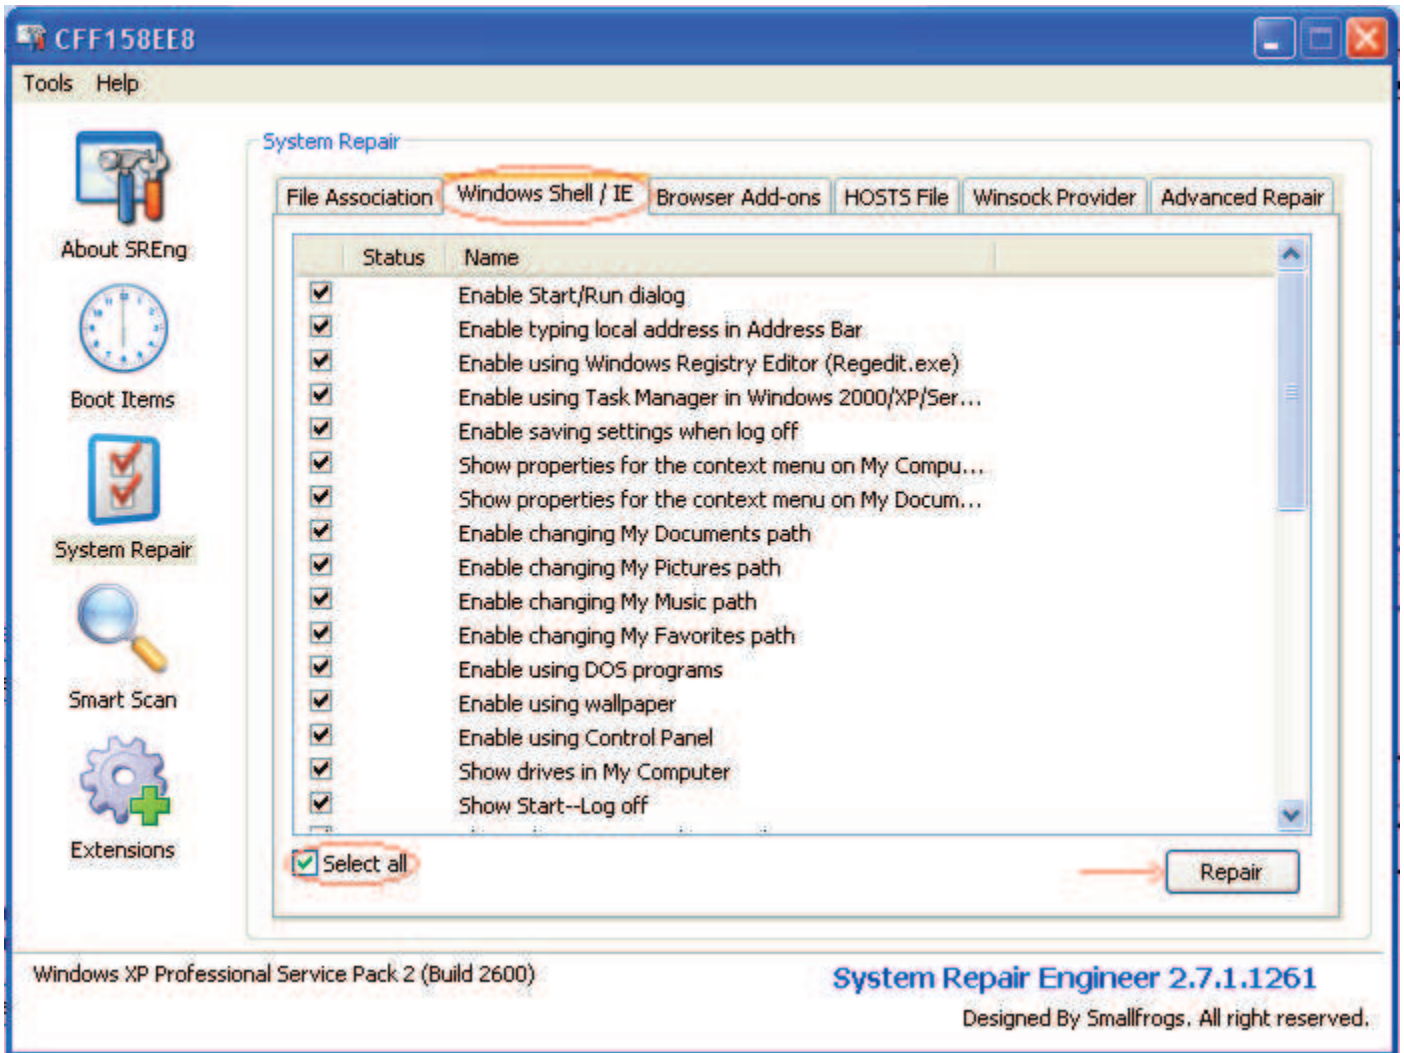 CFF158EE8
Tools Help
System Repair
File Association Windows Shell / IE Browser Add-ons HOSTS File Winsock Provider Advanced Repair
Status Name
Enable Start/Run dialog
Enable typing local address in Address Bar
Enable using Windows Registry Editor (Regedit.exe)
Enable using Task Manager in Windows 2000/XP/Ser...
Enable saving settings when log off
Show properties for the context menu on My Compu...
Show properties for the context menu on My Docum...
Enable changing My Documents path
Enable changing My Pictures path
Enable changing My Music path
Enable changing My Favorites path
Enable using DOS programs
Enable using wallpaper
Enable using Control Panel
Show drives in My Computer
Show Start--Log off
Select all
Repair
About SREng
Boot Items
System Repair
Smart Scan
Extensions
Windows XP Professional Service Pack 2 (Build 2600)
System Repair Engineer 2.7.1.1261
Designed By Smallfrogs. All right reserved.